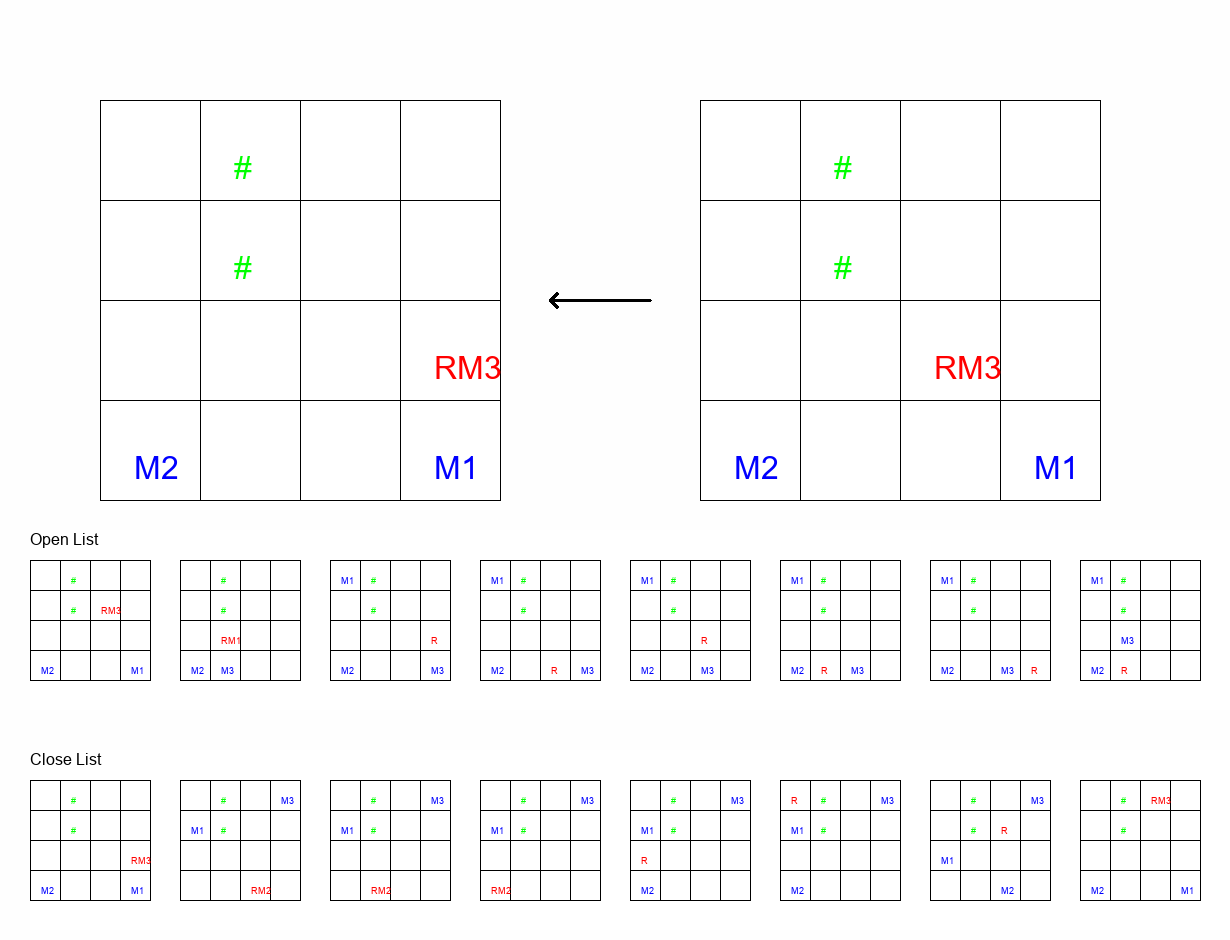 # #
# #
RM3 RM3
M2 M1 M2 M1
Open List
# # M1 # M1 # M1 # M1 # M1 # M1 #
# RM3 # # # # # # #
RM1 R R M3
M2 M1 M2 M3 M2 M3 M2 R M3 M2 M3 M2 R M3 M2 M3 R M2 R
Close List
# # M3 # M3 # M3 # M3 R # M3 # M3 # RM3
# M1 # M1 # M1 # M1 # M1 # # R #
RM3 R M1
M2 M1 RM2 RM2 RM2 M2 M2 M2 M2 M1